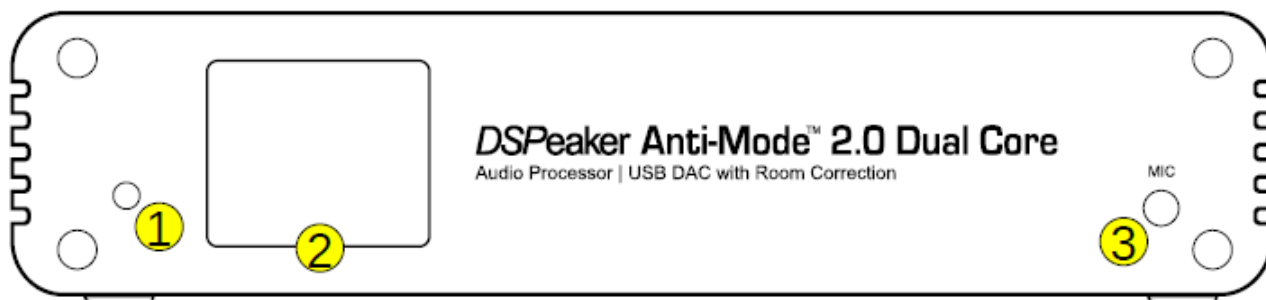 DSPeaker Anti-Mode™ 2.0 Dual Core
Audio Processor | USB DAC with Room Correction
MIC
1
2
3